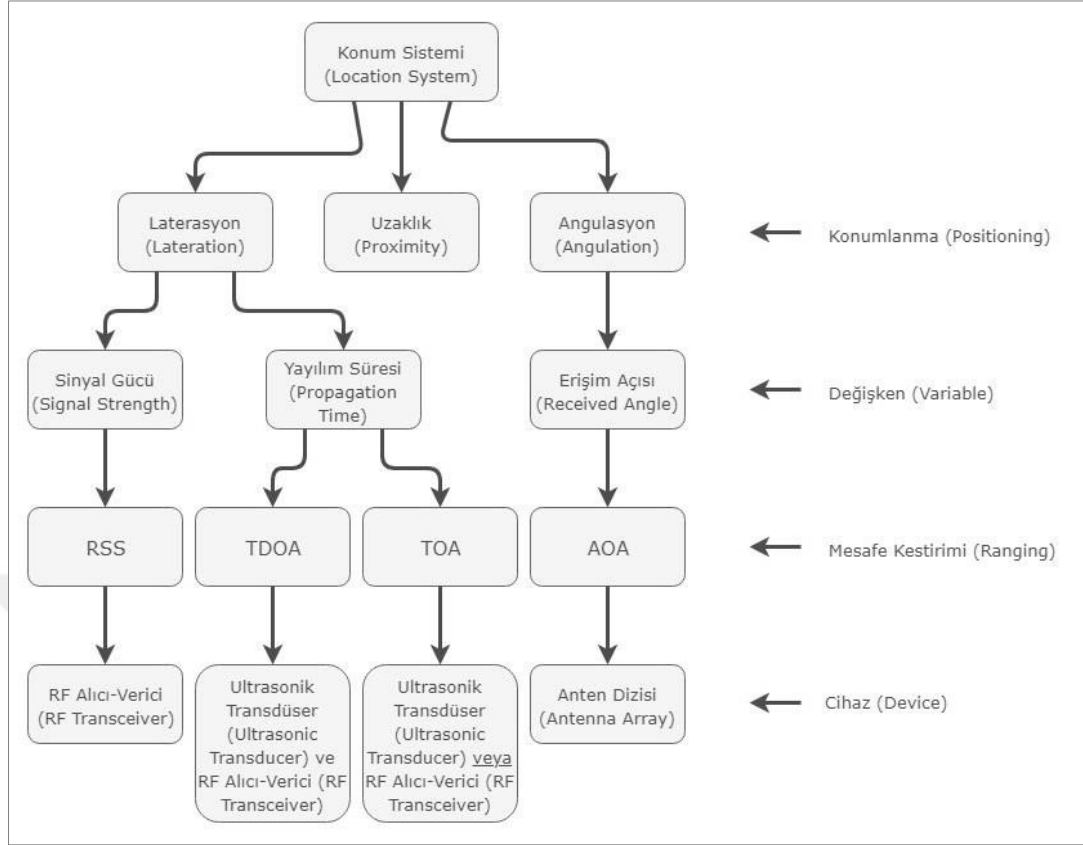 Konum Sistemi
(Location System)
Laterasyon
(Lateration)
Uzaklık
(Proximity)
Angulasyon
(Angulation)
Konumlanma (Positioning)
Sinyal Gücü
(Signal Strength)
Yayılım Süresi
(Propagation
Time)
Erişim Açısı
(Received Angle)
Değişken (Variable)
RSS
TDOA
TOA
AOA
Mesafe Kestirimi (Ranging)
RF Alıcı-Verici
(RF Transceiver)
Ultrasonik
Transdüser
(Ultrasonic
Transducer) ve
RF Alıcı-Verici (RF
Transceiver)
Ultrasonik
Transdüser
(Ultrasonic
Transducer) veya
RF Alıcı-Verici (RF
Transceiver)
Anten Dizisi
(Antenna Array)
Cihaz (Device)